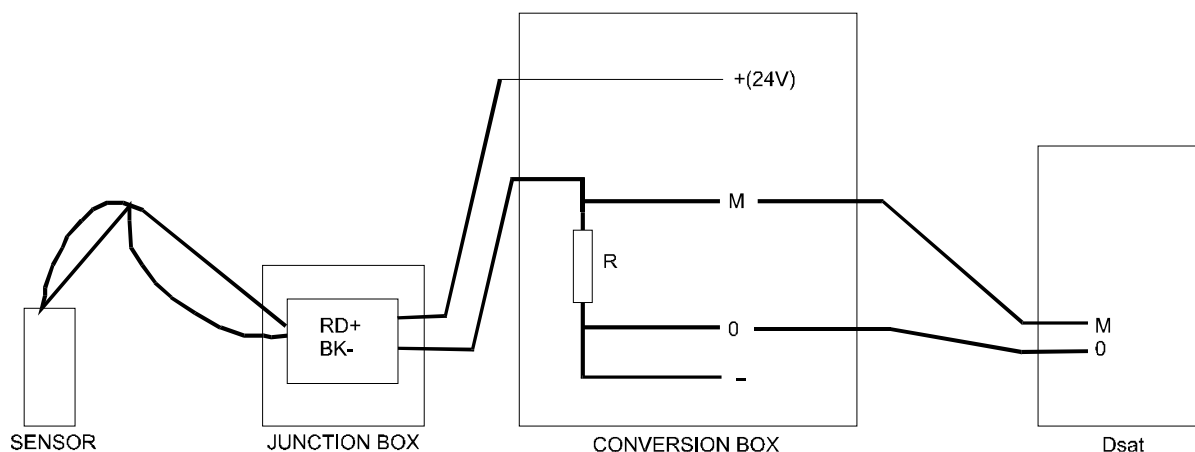 +(24V)
M
R
RD+
BK-
0
-
M
0
SENSOR
JUNCTION BOX
CONVERSION BOX
Dsat